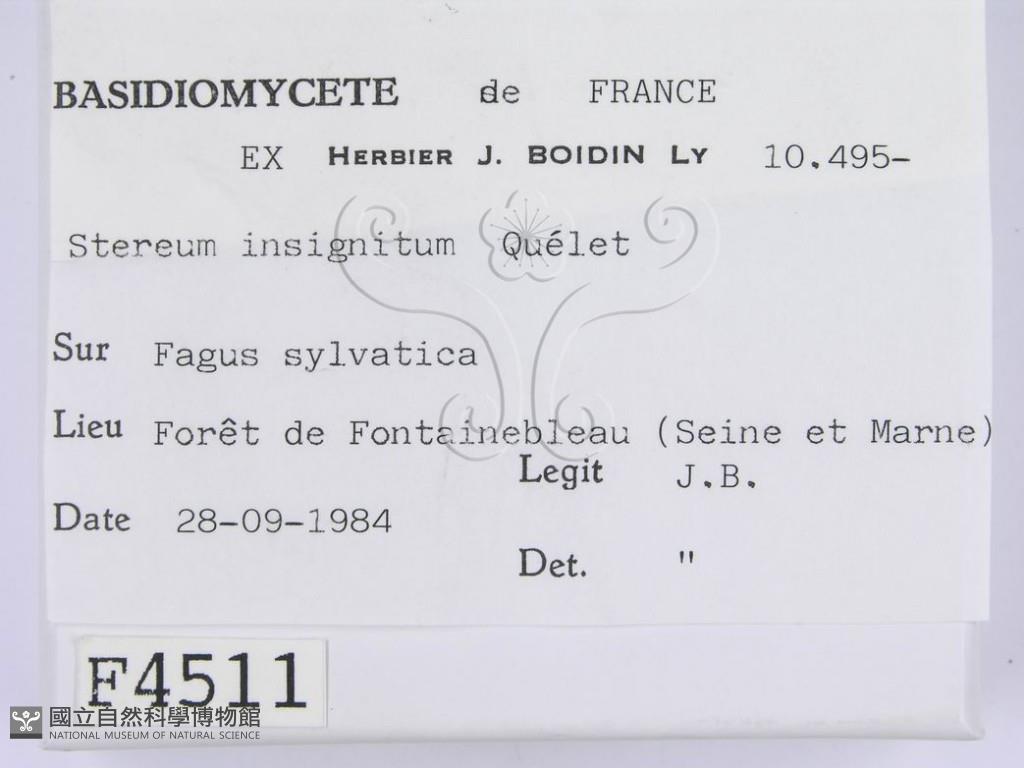 BASIDIOMYCETE de FRANCE
EX HERBIER J. BOIDIN LY 10.495-
Stereum insignitum Quélet
Sur Fagus sylvatica
Lieu Forêt de Fontainebleau (Seine et Marne)
Legit J.B.
Date 28-09-1984
Det. "
F4511
國立自然科學博物館
NATIONAL MUSEUM OF NATURAL SCIENCE